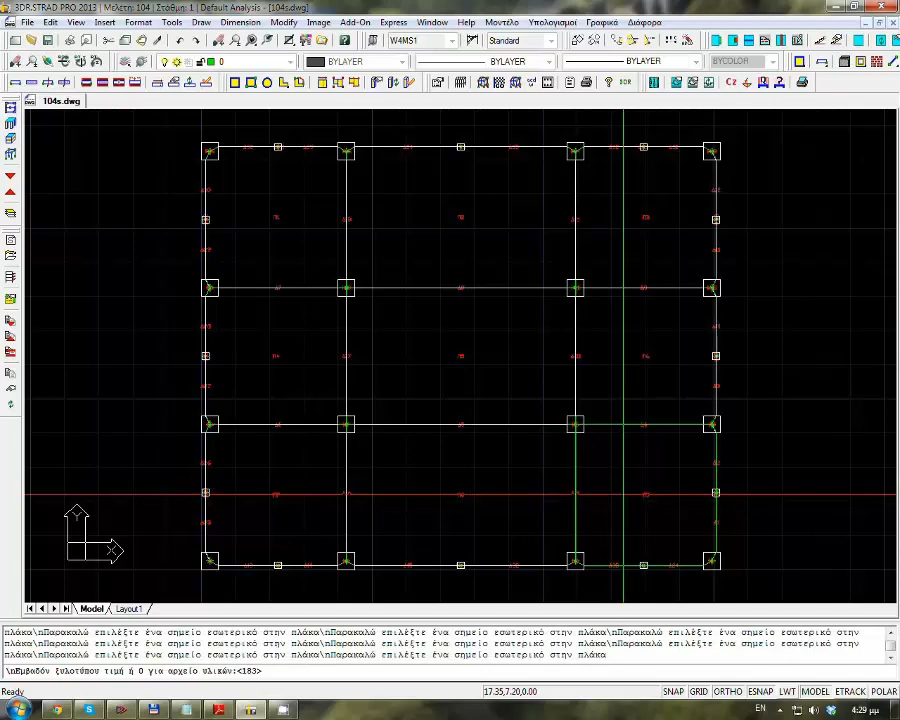 3DR.STRAD PRO 2013 | Μελέτη: 104 | Στάθμη: 1 | Default Analysis - [104s.dwg]
File Edit View Insert Format Tools Draw Dimension Modify Image Add-On Express Window Help Μοντέλο Υπολογισμοί Γραφικά Διάφορα
W4MS1 Standard
0 BYLAYER BYLAYER BYLAYER BYCOLOR
104s.dwg
Y
X
Model Layout1
πλάκα\nΠαρακαλώ επιλέξτε ένα σημείο εσωτερικό στην πλάκα\nΠαρακαλώ επιλέξτε ένα σημείο εσωτερικό στην πλάκα\nΠαρακαλώ επιλέξτε ένα σημείο εσωτερικό στην
πλάκα\nΠαρακαλώ επιλέξτε ένα σημείο εσωτερικό στην πλάκα\nΠαρακαλώ επιλέξτε ένα σημείο εσωτερικό στην πλάκα\nΠαρακαλώ επιλέξτε ένα σημείο εσωτερικό στην
πλάκα\nΠαρακαλώ επιλέξτε ένα σημείο εσωτερικό στην πλάκα\nΠαρακαλώ επιλέξτε ένα σημείο εσωτερικό στην πλάκα
\nΕμβαδόν ξυλοτύπου τιμή ή 0 για αρχείο υλικών:<183>
Ready 17.35,7.20,0.00 SNAP GRID ORTHO ESNAP LWT MODEL ETRACK POLAR
EN 4:29 μμ